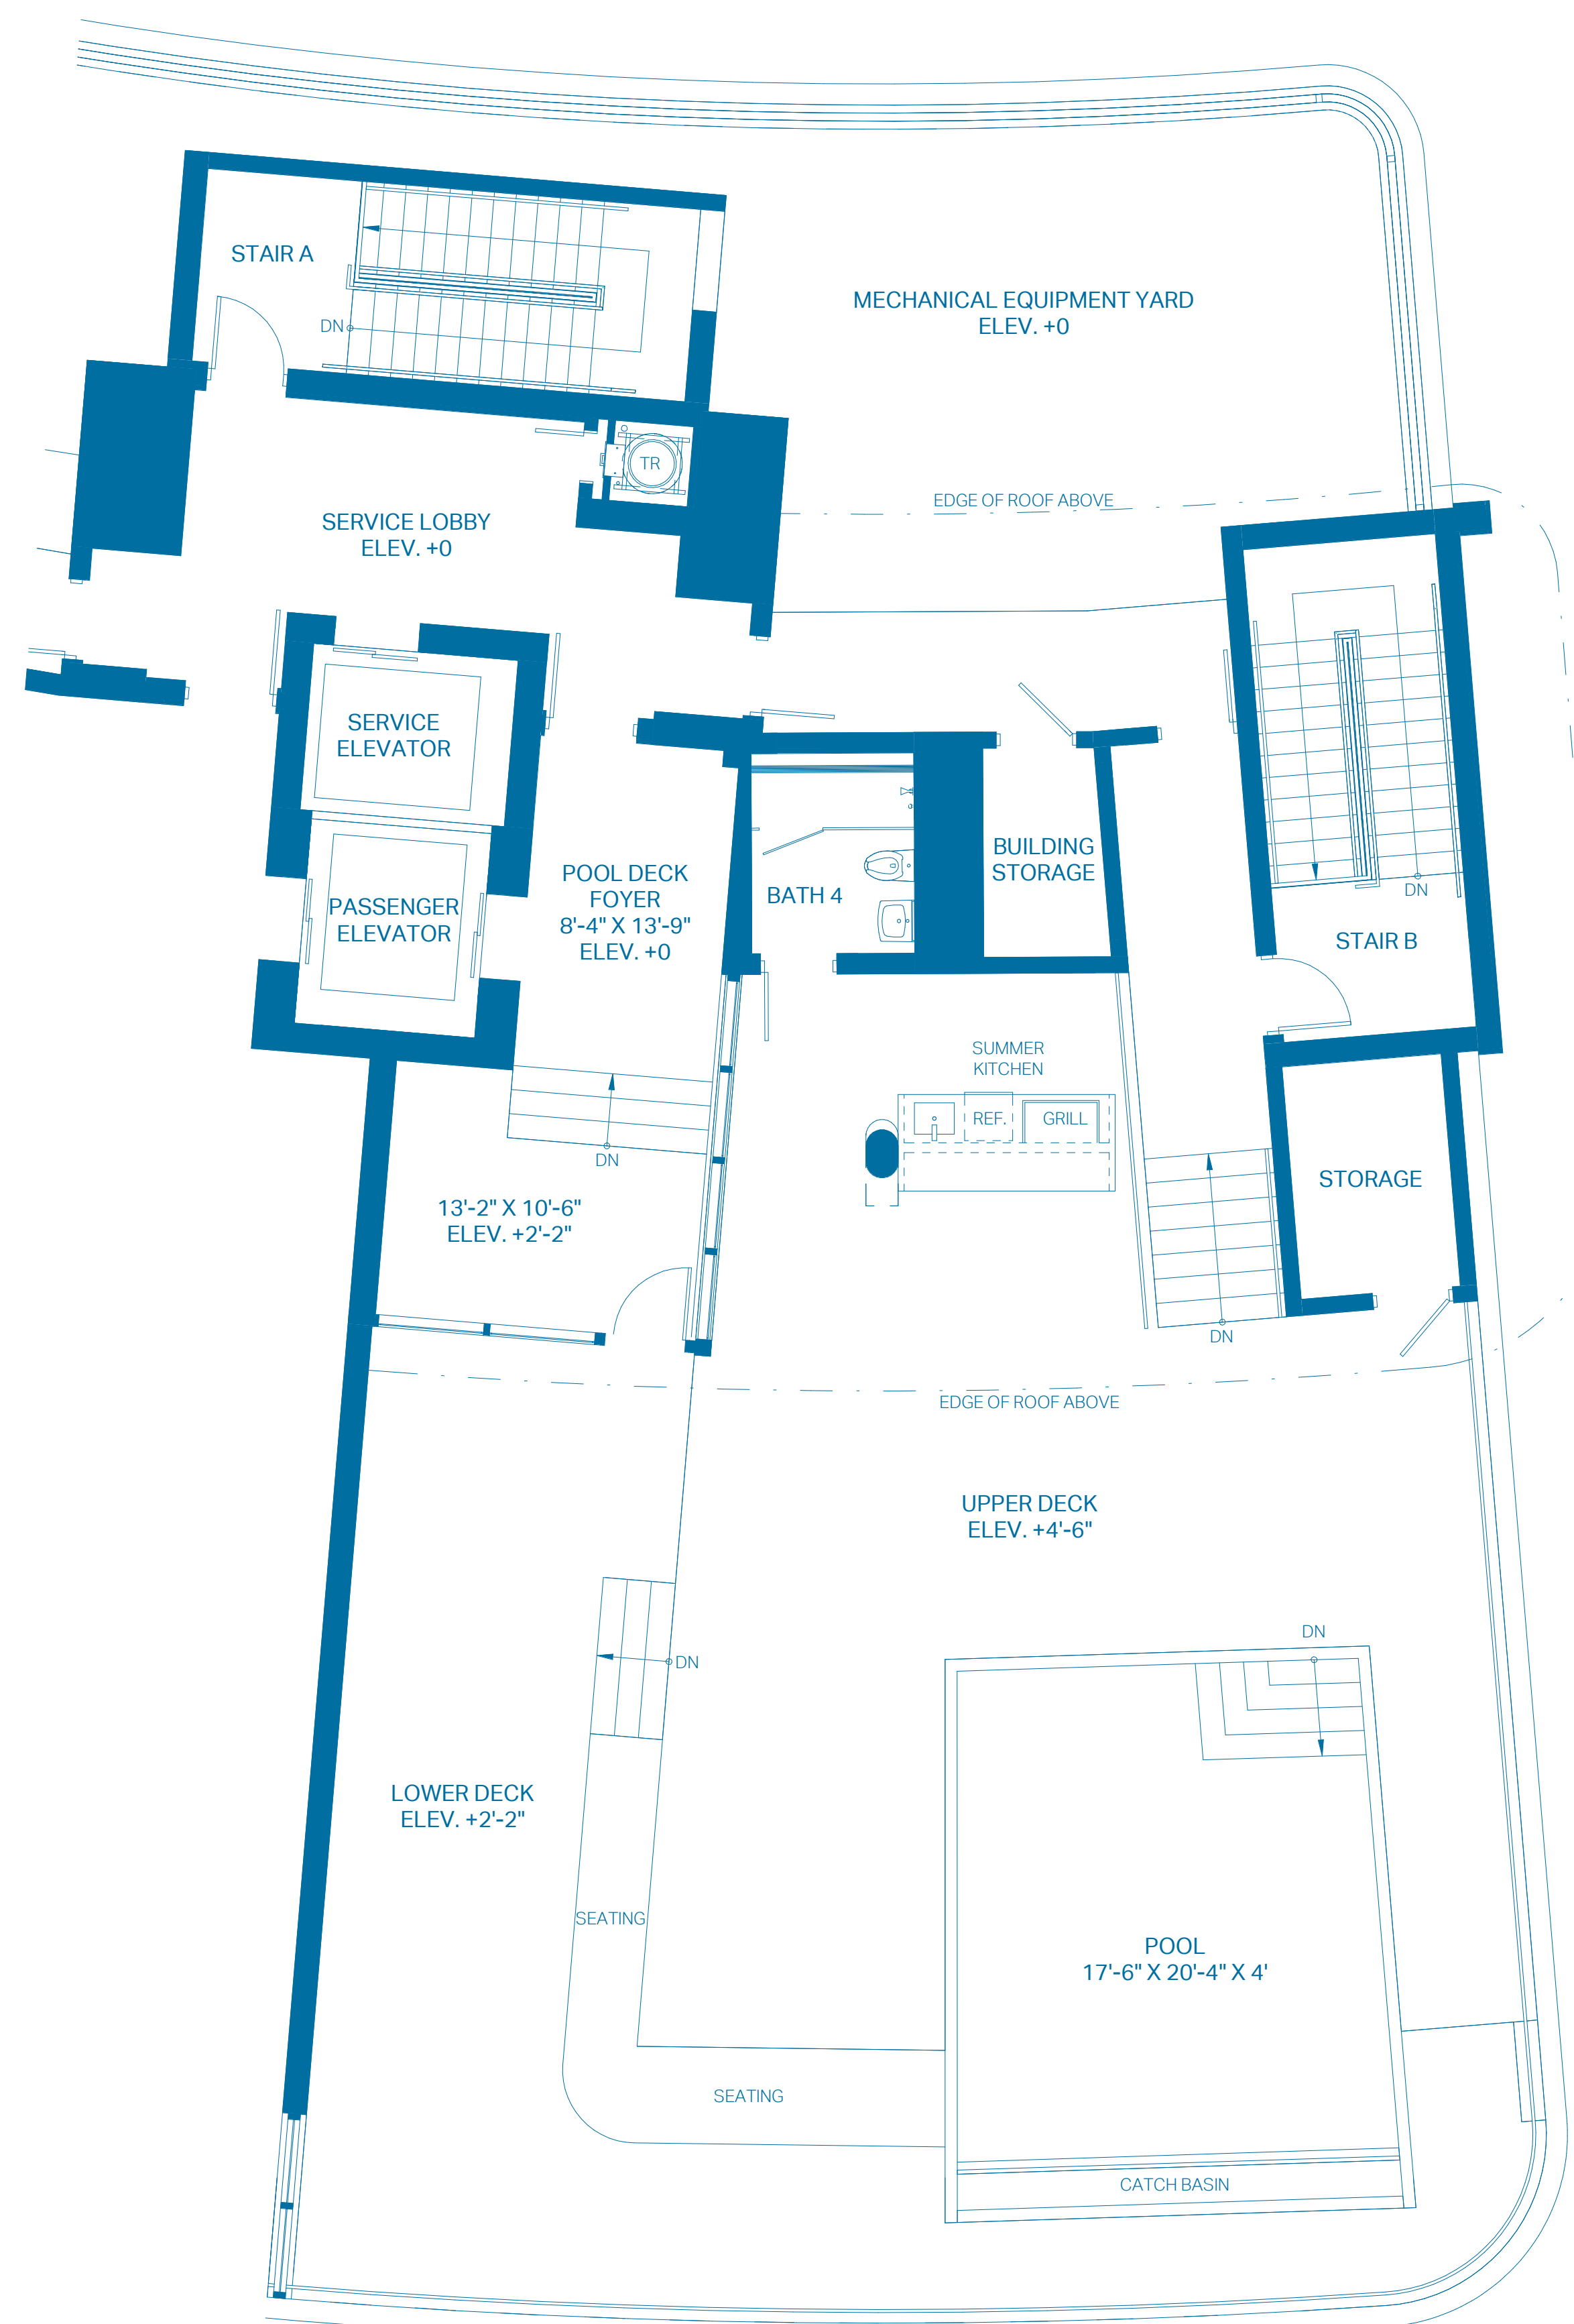 STAIR A
DN
MECHANICAL EQUIPMENT YARD
ELEV. +0
TR
EDGE OF ROOF ABOVE
SERVICE LOBBY
ELEV. +0
SERVICE
ELEVATOR
PASSENGER
ELEVATOR
POOL DECK
FOYER
8'-4" X 13'-9"
ELEV. +0
BATH 4
BUILDING
STORAGE
DN
STAIR B
SUMMER
KITCHEN
REF.
GRILL
DN
STORAGE
13'-2" X 10'-6"
ELEV. +2'-2"
DN
EDGE OF ROOF ABOVE
UPPER DECK
ELEV. +4'-6"
DN
DN
LOWER DECK
ELEV. +2'-2"
SEATING
POOL
17'-6" X 20'-4" X 4'
SEATING
CATCH BASIN